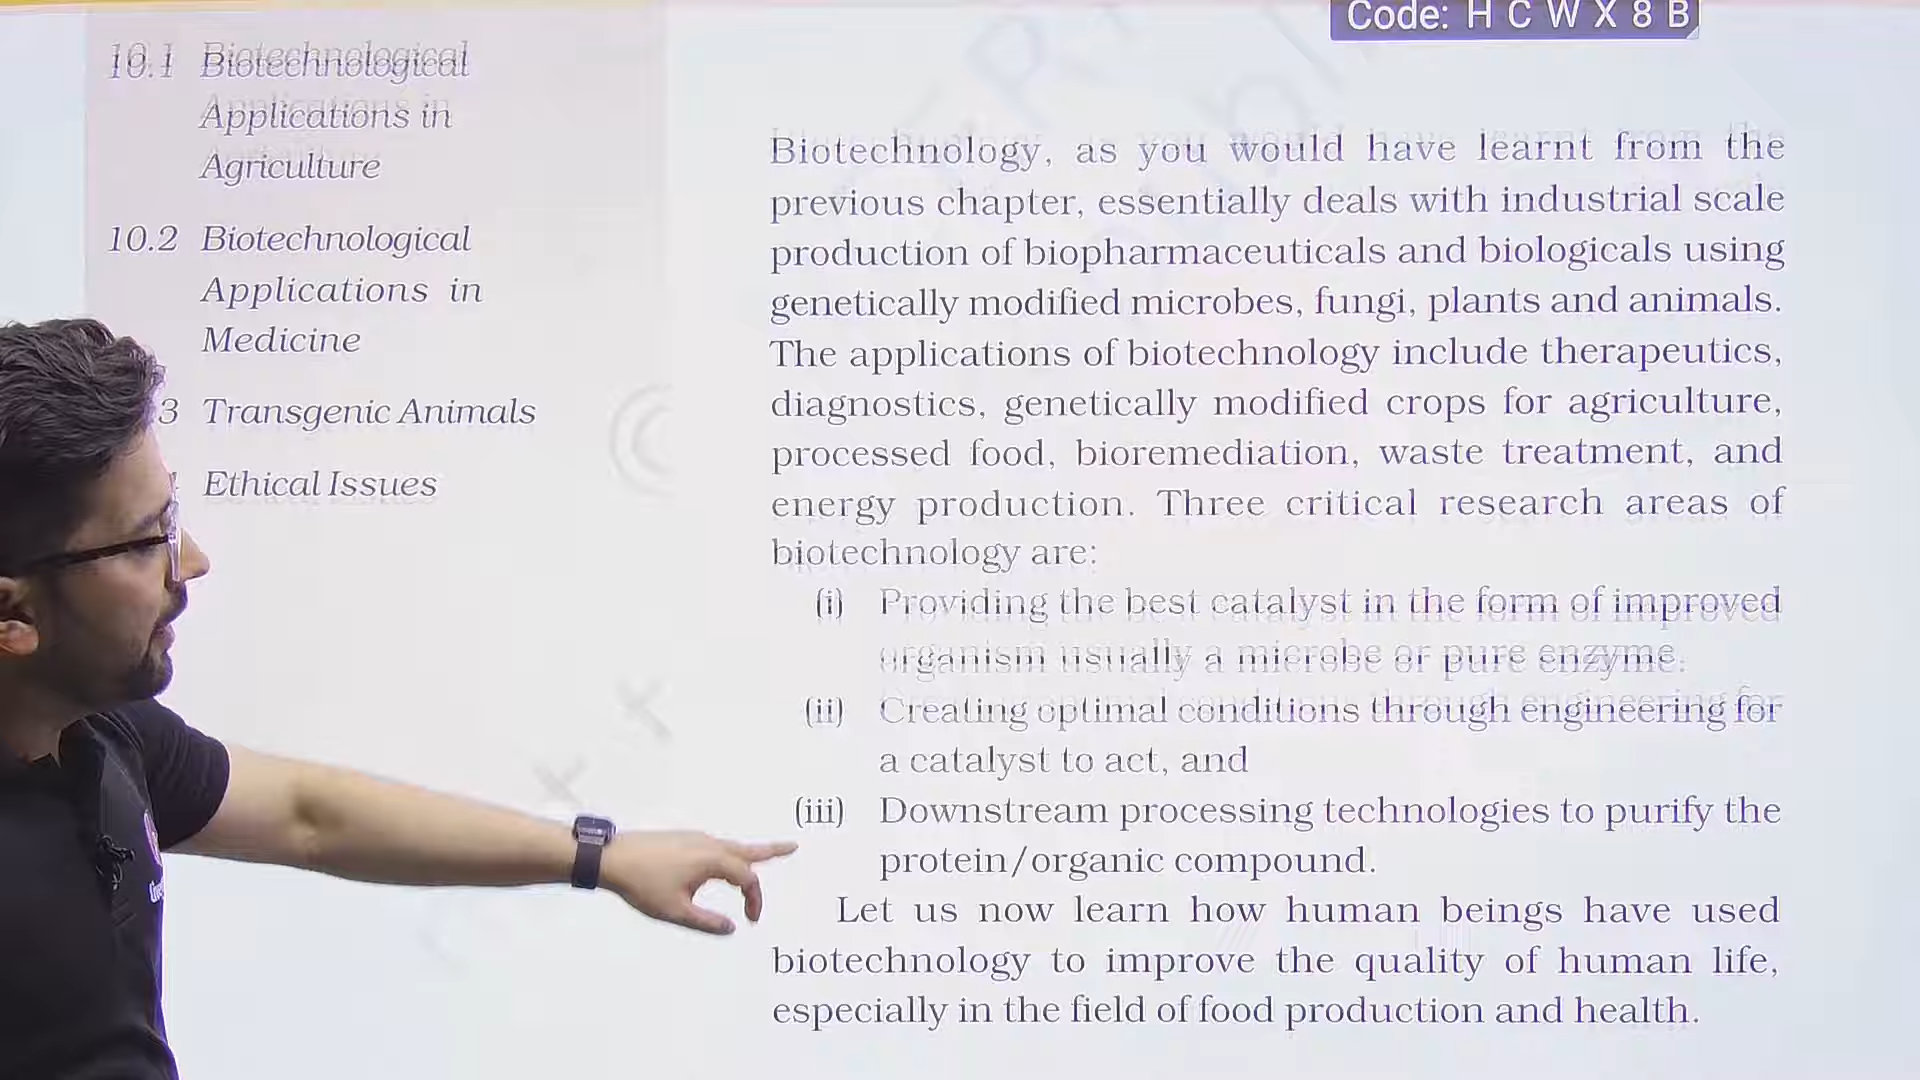 Code: H C W X 8 B
10.1 Biotechnological
Applications in
Agriculture
10.2 Biotechnological
Applications in
Medicine
3 Transgenic Animals
Ethical Issues
Biotechnology, as you would have learnt from the
previous chapter, essentially deals with industrial scale
production of biopharmaceuticals and biologicals using
genetically modified microbes, fungi, plants and animals.
The applications of biotechnology include therapeutics,
diagnostics, genetically modified crops for agriculture,
processed food, bioremediation, waste treatment, and
energy production. Three critical research areas of
biotechnology are:
(i) Providing the best catalyst in the form of improved
organism usually a microbe or pure enzyme.
(ii) Creating optimal conditions through engineering for
a catalyst to act, and
(iii) Downstream processing technologies to purify the
protein/organic compound.
Let us now learn how human beings have used
biotechnology to improve the quality of human life,
especially in the field of food production and health.